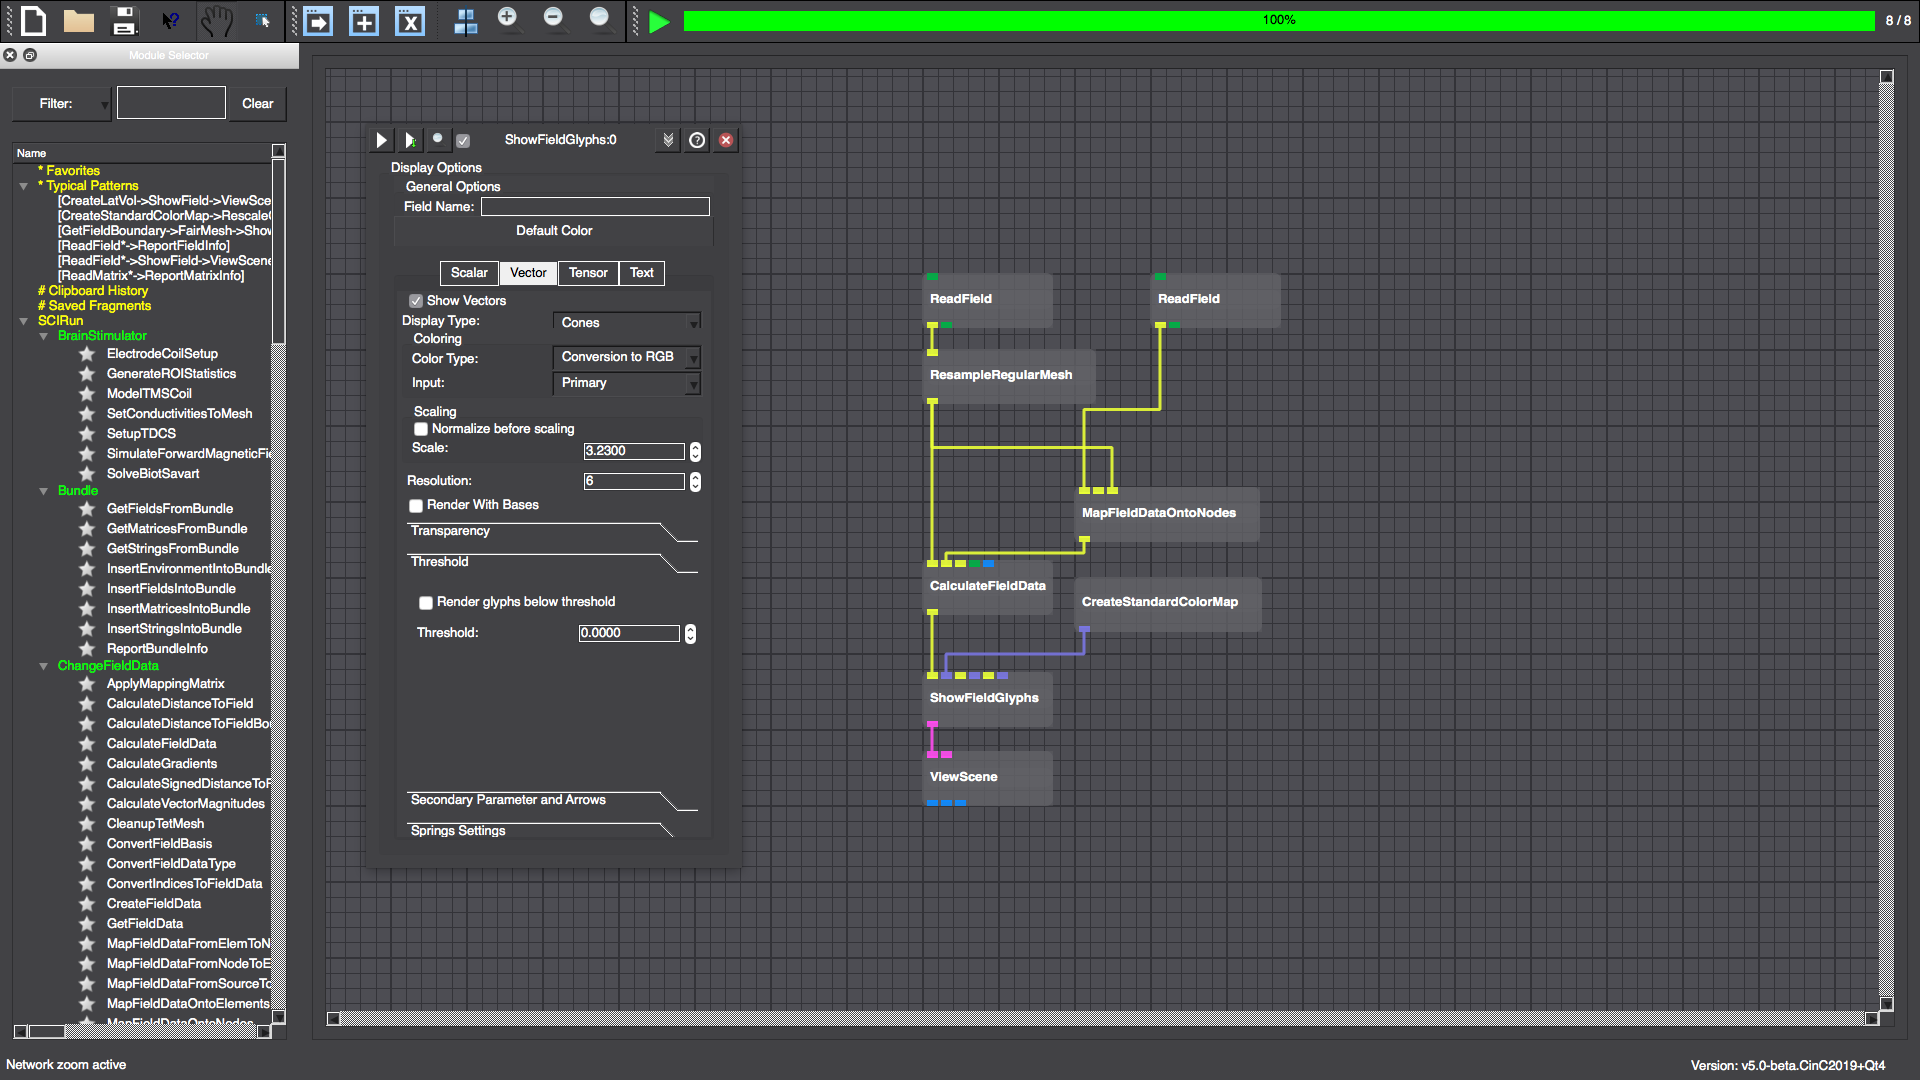 100%
8 / 8
Module Selector
Filter:
Clear
Name
* Favorites
* Typical Patterns
[CreateLatVol->ShowField->ViewSce
[CreateStandardColorMap->Rescale
[GetFieldBoundary->FairMesh->Show
[ReadField*->ReportFieldInfo]
[ReadField*->ShowField->ViewScene
[ReadMatrix*->ReportMatrixInfo]
# Clipboard History
# Saved Fragments
SCIRun
BrainStimulator
ElectrodeCoilSetup
GenerateROIStatistics
ModelTMSCoil
SetConductivitiesToMesh
SetupTDCS
SimulateForwardMagneticFie
SolveBiotSavart
Bundle
GetFieldsFromBundle
GetMatricesFromBundle
GetStringsFromBundle
InsertEnvironmentIntoBundle
InsertFieldsIntoBundle
InsertMatricesIntoBundle
InsertStringsIntoBundle
ReportBundleInfo
ChangeFieldData
ApplyMappingMatrix
CalculateDistanceToField
CalculateDistanceToFieldBou
CalculateFieldData
CalculateGradients
CalculateSignedDistanceToF
CalculateVectorMagnitudes
CleanupTetMesh
ConvertFieldBasis
ConvertFieldDataType
ConvertIndicesToFieldData
CreateFieldData
GetFieldData
MapFieldDataFromElemToN
MapFieldDataFromNodeToE
MapFieldDataFromSourceTo
MapFieldDataOntoElements
MapFieldDataOntoNodes
ShowFieldGlyphs:0
Display Options
General Options
Field Name:
Default Color
Scalar
Vector
Tensor
Text
Show Vectors
Display Type:
Cones
Coloring
Color Type:
Conversion to RGB
Input:
Primary
Scaling
Normalize before scaling
Scale:
3.2300
Resolution:
6
Render With Bases
Transparency
Threshold
Render glyphs below threshold
Threshold:
0.0000
Secondary Parameter and Arrows
Springs Settings
ReadField
ReadField
ResampleRegularMesh
MapFieldDataOntoNodes
CalculateFieldData
CreateStandardColorMap
ShowFieldGlyphs
ViewScene
Network zoom active
Version: v5.0-beta.CinC2019+Qt4